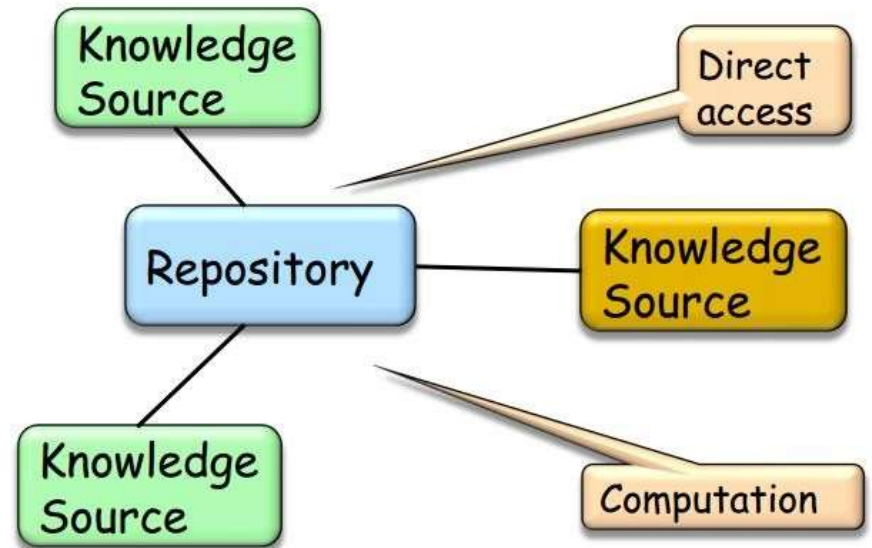 Knowledge
Source
Direct
access
Repository
Knowledge
Source
Knowledge
Source
Computation